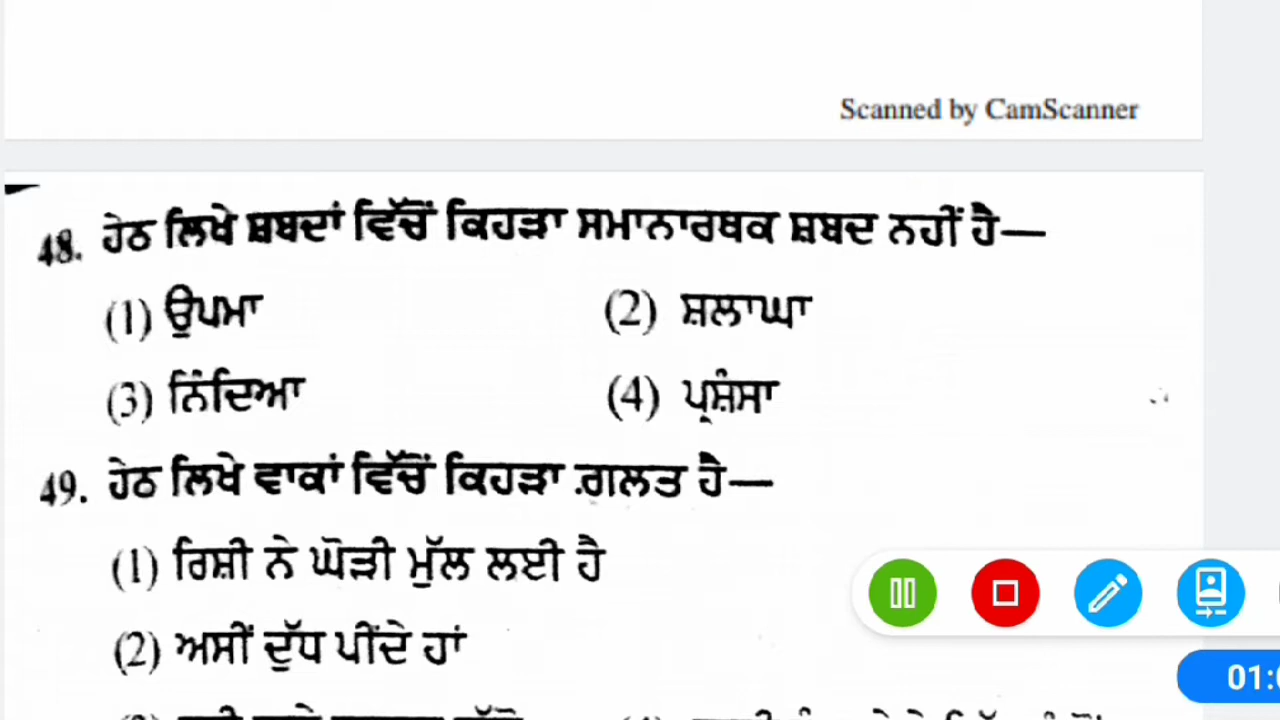 Scanned by CamScanner
48. ਹੇਠ ਲਿਖੇ ਸ਼ਬਦਾਂ ਵਿੱਚੋਂ ਕਿਹੜਾ ਸਮਾਨਾਰਥਕ ਸ਼ਬਦ ਨਹੀਂ ਹੈ—
(1) ਉਪਮਾ (2) ਸ਼ਲਾਘਾ
(3) ਨਿੰਦਿਆ (4) ਪ੍ਰਸ਼ੰਸਾ
49. ਹੇਠ ਲਿਖੇ ਵਾਕਾਂ ਵਿੱਚੋਂ ਕਿਹੜਾ ਗ਼ਲਤ ਹੈ—
(1) ਰਿਸ਼ੀ ਨੇ ਘੋੜੀ ਮੁੱਲ ਲਈ ਹੈ
(2) ਅਸੀਂ ਦੁੱਧ ਪੀਂਦੇ ਹਾਂ